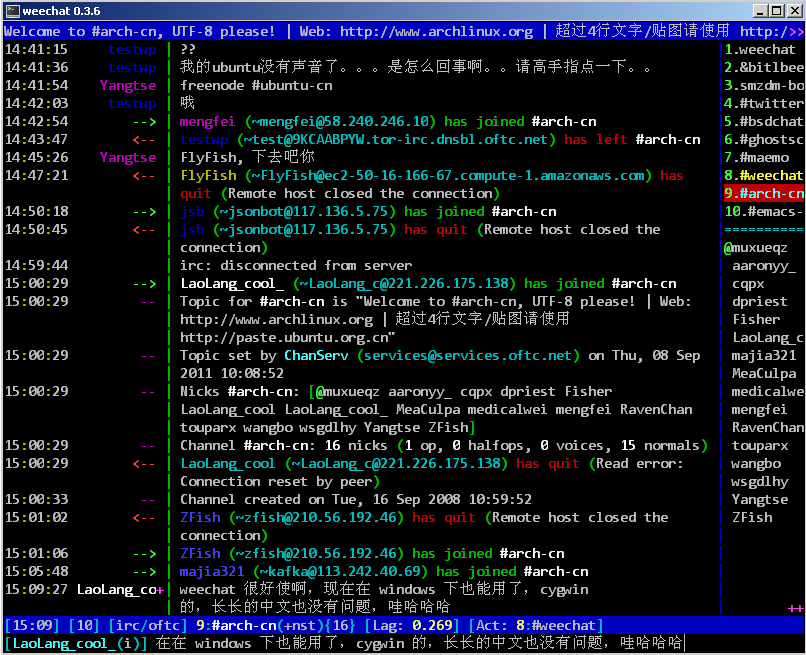 weechat 0.3.6
Welcome to #arch-cn, UTF-8 please! | Web: http://www.archlinux.org | 超过4行文字/贴图请使用 http:/>>
14:41:15 testwp | ??
14:41:36 testwp | 我的ubuntu没有声音了。。。是怎么回事啊。。请高手指点一下。。
14:41:54 Yangtse | freenode #ubuntu-cn
14:42:03 testwp | 哦
14:42:54 --> | mengfei (~mengfei@58.240.246.10) has joined #arch-cn
14:43:47 <-- | testwp (~test@9KCAABPYW.tor-irc.dnsbl.oftc.net) has left #arch-cn
14:45:26 Yangtse | FlyFish, 下去吧你
14:47:21 <-- | FlyFish (~FlyFish@ec2-50-16-166-67.compute-1.amazonaws.com) has
| quit (Remote host closed the connection)
14:50:18 --> | jsb (~jsonbot@117.136.5.75) has joined #arch-cn
14:50:45 <-- | jsb (~jsonbot@117.136.5.75) has quit (Remote host closed the
| connection)
14:59:44 | irc: disconnected from server
15:00:29 --> | LaoLang_cool_ (~LaoLang_c@221.226.175.138) has joined #arch-cn
15:00:29 -- | Topic for #arch-cn is "Welcome to #arch-cn, UTF-8 please! | Web:
| http://www.archlinux.org | 超过4行文字/贴图请使用
| http://paste.ubuntu.org.cn"
15:00:29 -- | Topic set by ChanServ (services@services.oftc.net) on Thu, 08 Sep
| 2011 10:08:52
15:00:29 -- | Nicks #arch-cn: [@muxueqz aaronyy_ cqpx dpriest Fisher
| LaoLang_cool LaoLang_cool_ MeaCulpa medicalwei mengfei RavenChan
| touparx wangbo wsgdlhy Yangtse ZFish]
15:00:29 -- | Channel #arch-cn: 16 nicks (1 op, 0 halfops, 0 voices, 15 normals)
15:00:29 <-- | LaoLang_cool (~LaoLang_c@221.226.175.138) has quit (Read error:
| Connection reset by peer)
15:00:33 -- | Channel created on Tue, 16 Sep 2008 10:59:52
15:01:02 <-- | ZFish (~zfish@210.56.192.46) has quit (Remote host closed the
| connection)
15:01:06 --> | ZFish (~zfish@210.56.192.46) has joined #arch-cn
15:05:48 --> | majia321 (~kafka@113.242.40.69) has joined #arch-cn
15:09:27 LaoLang_co+ | weechat 很好使啊，现在在 windows 下也能用了，cygwin
| 的，长长的中文也没有问题，哇哈哈哈
1.weechat
2.&bitlbee
3.smzdm-bo
4.#twitter
5.#bsdchat
6.#ghostsc
7.#maemo
8.#weechat
9.#arch-cn
10.#emacs-
==========
@muxueqz
aaronyy_
cqpx
dpriest
Fisher
LaoLang_c
majia321
MeaCulpa
medicalwe
mengfei
RavenChan
touparx
wangbo
wsgdlhy
Yangtse
ZFish
++
[15:09] [10] [irc/oftc] 9:#arch-cn(+nst){16} [Lag: 0.269] [Act: 8:#weechat]
[LaoLang_cool_(i)] 在在 windows 下也能用了，cygwin 的，长长的中文也没有问题，哇哈哈哈